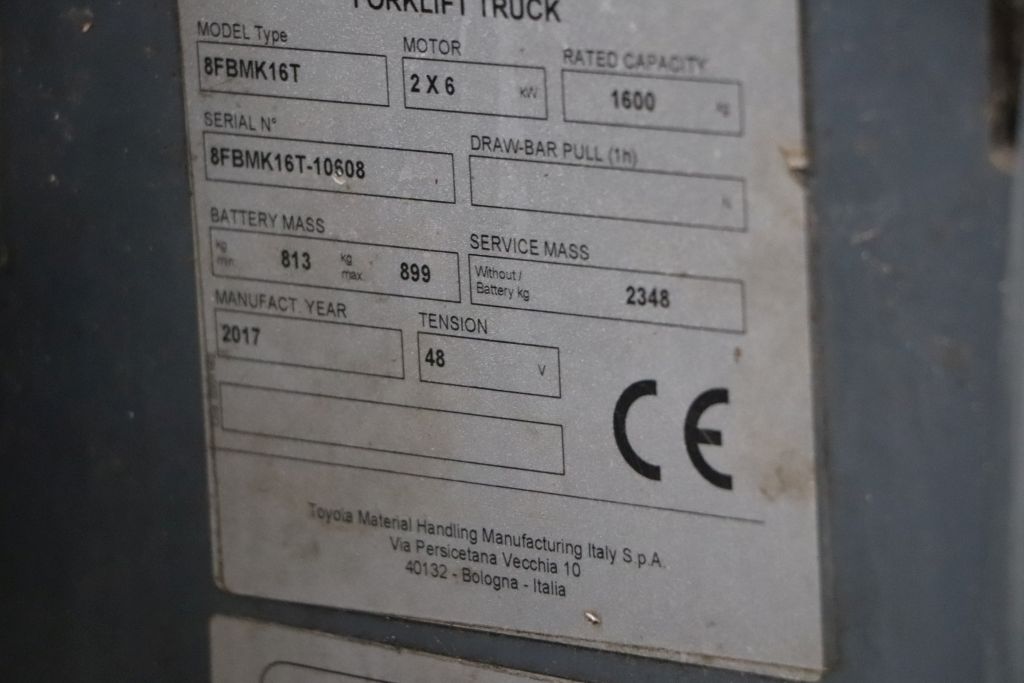 FORKLIFT TRUCK
MODEL Type MOTOR RATED CAPACITY
8FBMK16T 2 X 6 kW 1600 kg
SERIAL N° DRAW-BAR PULL (1h)
8FBMK16T-10608 N
BATTERY MASS SERVICE MASS
kg min. 813 kg max. 899 Without / Battery kg 2348
MANUFACT. YEAR TENSION
2017 48 V
CE
Toyota Material Handling Manufacturing Italy S.p.A.
Via Persicetana Vecchia 10
40132 - Bologna - Italia